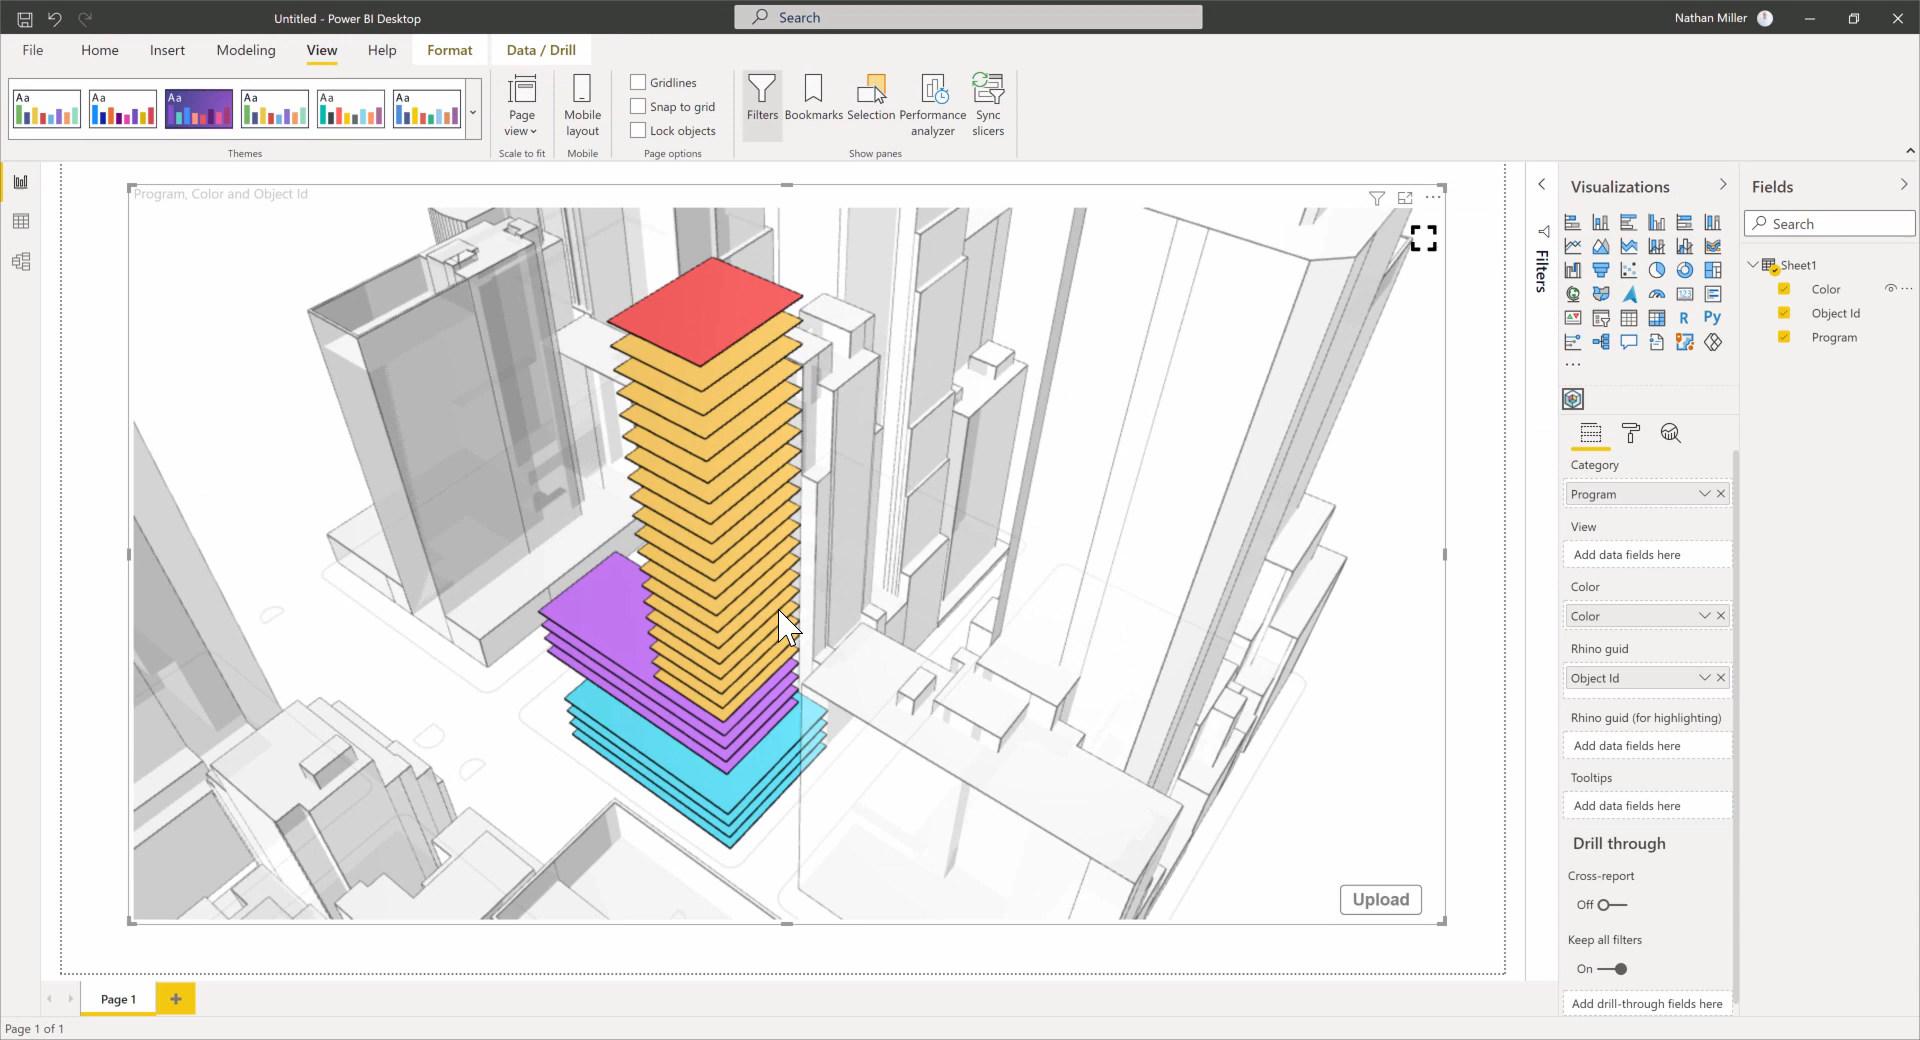 Untitled - Power BI Desktop
Search
Nathan Miller
File
Home
Insert
Modeling
View
Help
Format
Data / Drill
Aa
Aa
Aa
Aa
Aa
Aa
Themes
Page
view
Scale to fit
Mobile
layout
Mobile
Gridlines
Snap to grid
Lock objects
Page options
Filters
Bookmarks
Selection
Performance
analyzer
Sync
slicers
Show panes
Program, Color and Object Id
Upload
Filters
Visualizations
123
R
Py
Category
Program
View
Add data fields here
Color
Color
Rhino guid
Object Id
Rhino guid (for highlighting)
Add data fields here
Tooltips
Add data fields here
Drill through
Cross-report
Off
Keep all filters
On
Add drill-through fields here
Fields
Search
Sheet1
Color
Object Id
Program
Page 1
Page 1 of 1